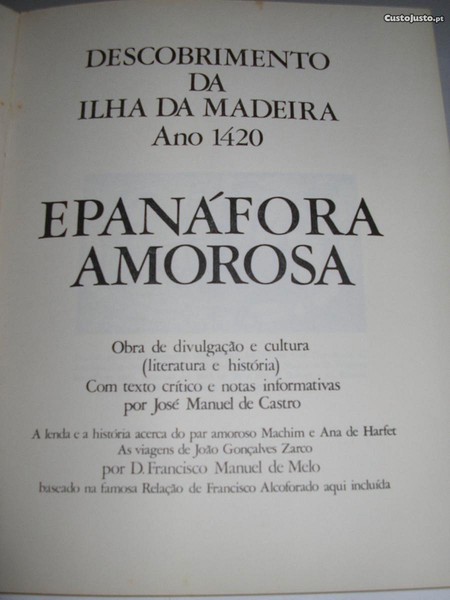 CustoJusto.pt
DESCOBRIMENTO
DA
ILHA DA MADEIRA
Ano 1420
EPANÁFORA
AMOROSA
Obra de divulgação e cultura
(literatura e história)
Com texto crítico e notas informativas
por José Manuel de Castro
A lenda e a história acerca do par amoroso Machim e Ana de Harfet
As viagens de João Gonçalves Zarco
por D. Francisco Manuel de Melo
baseado na famosa Relação de Francisco Alcoforado aqui incluída